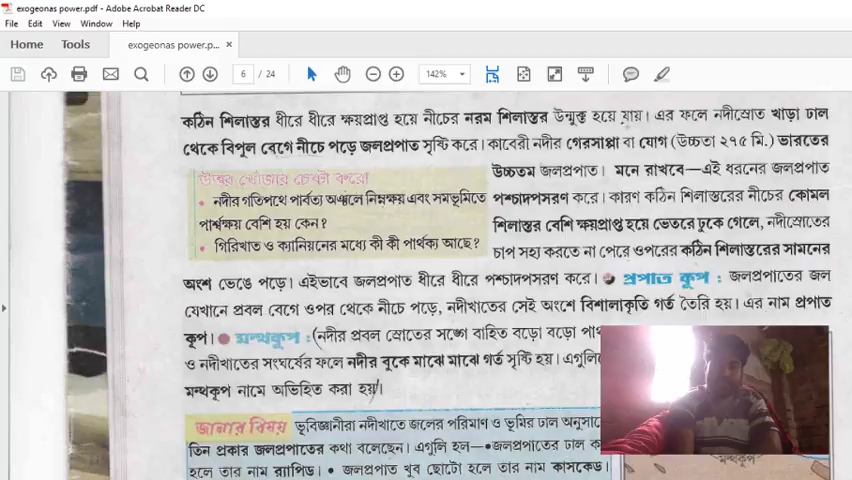 exogeonas power.pdf - Adobe Acrobat Reader DC
File Edit View Window Help
Home Tools exogeonas power.p... ×
6 / 24 142%
কঠিন শিলাস্তর ধীরে ধীরে ক্ষয়প্রাপ্ত হয়ে নীচের নরম শিলাস্তর উন্মুক্ত হয়ে যায়। এর ফলে নদীস্রোত খাড়া ঢাল
থেকে বিপুল বেগে নীচে পড়ে জলপ্রপাত সৃষ্টি করে। কাবেরী নদীর গেরসাপ্পা বা যোগ (উচ্চতা ২৭৫ মি.) ভারতের
উচ্চতম জলপ্রপাত। মনে রাখবে—এই ধরনের জলপ্রপাত
পশ্চাদপসরণ করে। কারণ কঠিন শিলাস্তরের নীচের কোমল
শিলাস্তর বেশি ক্ষয়প্রাপ্ত হয়ে ভেতরে ঢুকে গেলে, নদীস্রোতের
চাপ সহ্য করতে না পেরে ওপরের কঠিন শিলাস্তরের সামনের
উত্তর খোঁজার চেষ্টা করো
• নদীর গতিপথে পার্বত্য অঞ্চলে নিম্নক্ষয় এবং সমভূমিতে
পার্শ্বক্ষয় বেশি হয় কেন?
• গিরিখাত ও ক্যানিয়নের মধ্যে কী কী পার্থক্য আছে?
অংশ ভেঙে পড়ে। এইভাবে জলপ্রপাত ধীরে ধীরে পশ্চাদপসরণ করে। প্রপাত কূপ : জলপ্রপাতের জল
যেখানে প্রবল বেগে ওপর থেকে নীচে পড়ে, নদীখাতের সেই অংশে বিশালাকৃতি গর্ত তৈরি হয়। এর নাম প্রপাত
কূপ। মন্থকূপ : (নদীর প্রবল স্রোতের সঙ্গে বাহিত বড়ো বড়ো
ও নদীখাতের সংঘর্ষের ফলে নদীর বুকে মাঝে মাঝে গর্ত সৃষ্টি হয়।
মন্থকূপ নামে অভিহিত করা হয়।
জানার বিষয় ভূবিজ্ঞানীরা নদীখাতে জলের পরিমাণ ও ভূমির ঢাল
তিন প্রকার জলপ্রপাতের কথা বলেছেন। এগুলি হল—•জলপ্রপাতের ঢাল
হলে তার নাম র‍্যাপিড। • জলপ্রপাত খুব ছোটো হলে তার নাম কাসকেড।
মন্থকূপ